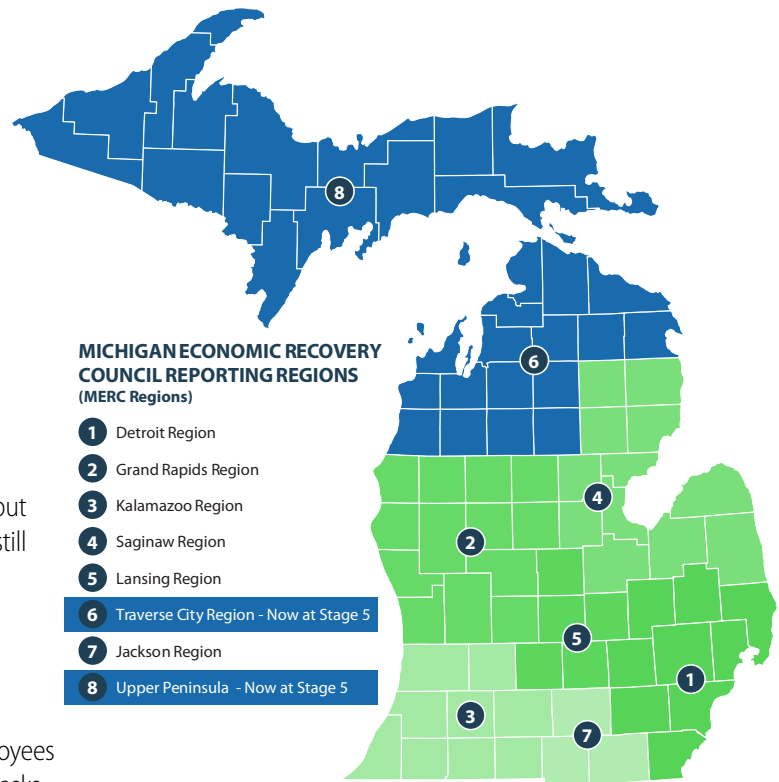 8
MICHIGAN ECONOMIC RECOVERY
COUNCIL REPORTING REGIONS
(MERC Regions)
1 Detroit Region
2 Grand Rapids Region
3 Kalamazoo Region
4 Saginaw Region
5 Lansing Region
6 Traverse City Region - Now at Stage 5
7 Jackson Region
8 Upper Peninsula - Now at Stage 5
6
4
2
5
1
3
7
still